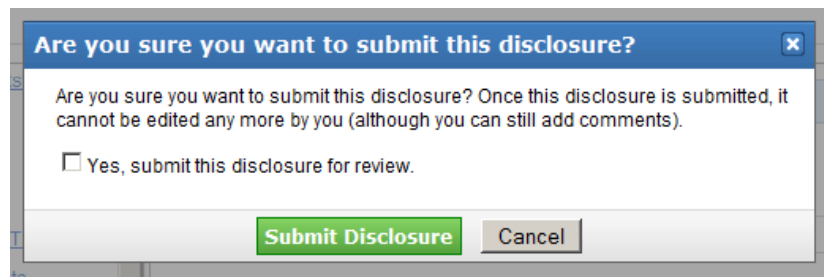 Are you sure you want to submit this disclosure?
Are you sure you want to submit this disclosure? Once this disclosure is submitted, it
cannot be edited any more by you (although you can still add comments).
Yes, submit this disclosure for review.
Submit Disclosure Cancel